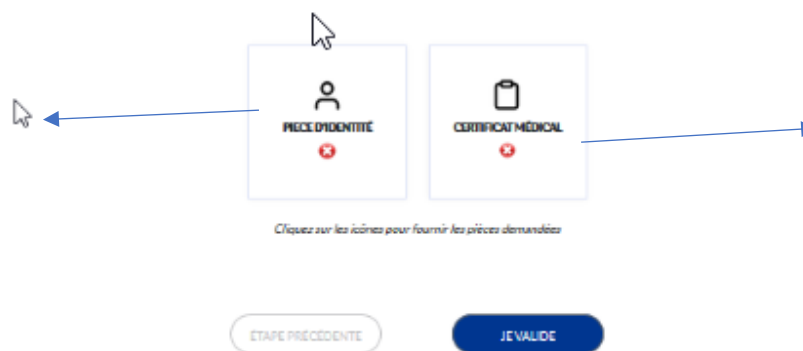 PIECE D'IDENTITÉ
CERTIFICAT MÉDICAL
Cliquez sur les icônes pour fournir les pièces demandées
ÉTAPE PRÉCÉDENTE
JE VALIDE